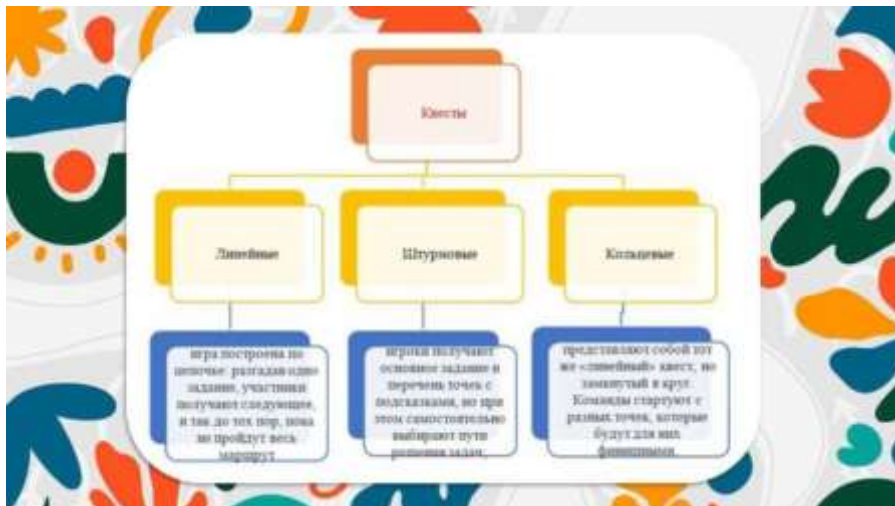 Квесты
Линейные
Штурмовые
Кольцевые
игра построена по
цепочке: разгадав одно
задание, участники
получают следующее,
и так до тех пор, пока
не пройдут весь
маршрут
игроки получают
основное задание и
перечень точек с
подсказками, но при
этом самостоятельно
выбирают пути
решения задач.
представляют собой тот
же «линейный» квест, но
замкнутый в круг.
Команды стартуют с
разных точек, которые
будут для них
финишными.